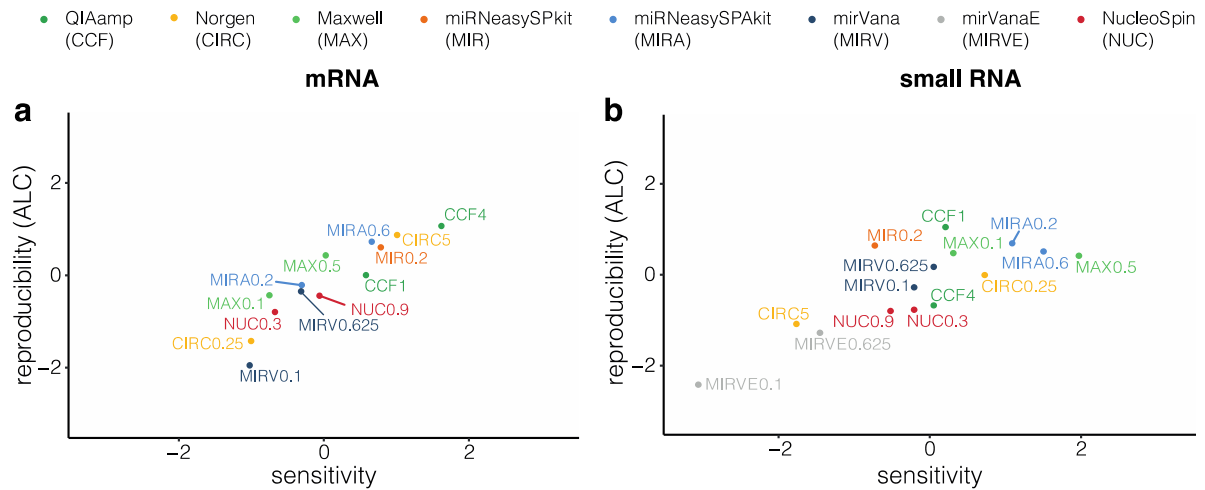 QIAamp Norgen Maxwell miRNeasySPkit miRNeasySPAkit mirVana mirVanaE NucleoSpin
(CCF) (CIRC) (MAX) (MIR) (MIRA) (MIRV) (MIRVE) (NUC)
mRNA small RNA
a
reproducibility (ALC)
2
0
−2
CCF4
MIRA0.6
CIRC5
MIR0.2
MAX0.5
MIRA0.2
CCF1
MAX0.1
NUC0.9
NUC0.3
MIRV0.625
CIRC0.25
MIRV0.1
−2 0 2
sensitivity
b
reproducibility (ALC)
2
0
−2
CCF1
MIRA0.2
MIR0.2
MAX0.1
MIRV0.625
MIRA0.6
MAX0.5
MIRV0.1
CIRC0.25
CCF4
CIRC5
NUC0.9
NUC0.3
MIRVE0.625
MIRVE0.1
−2 0 2
sensitivity